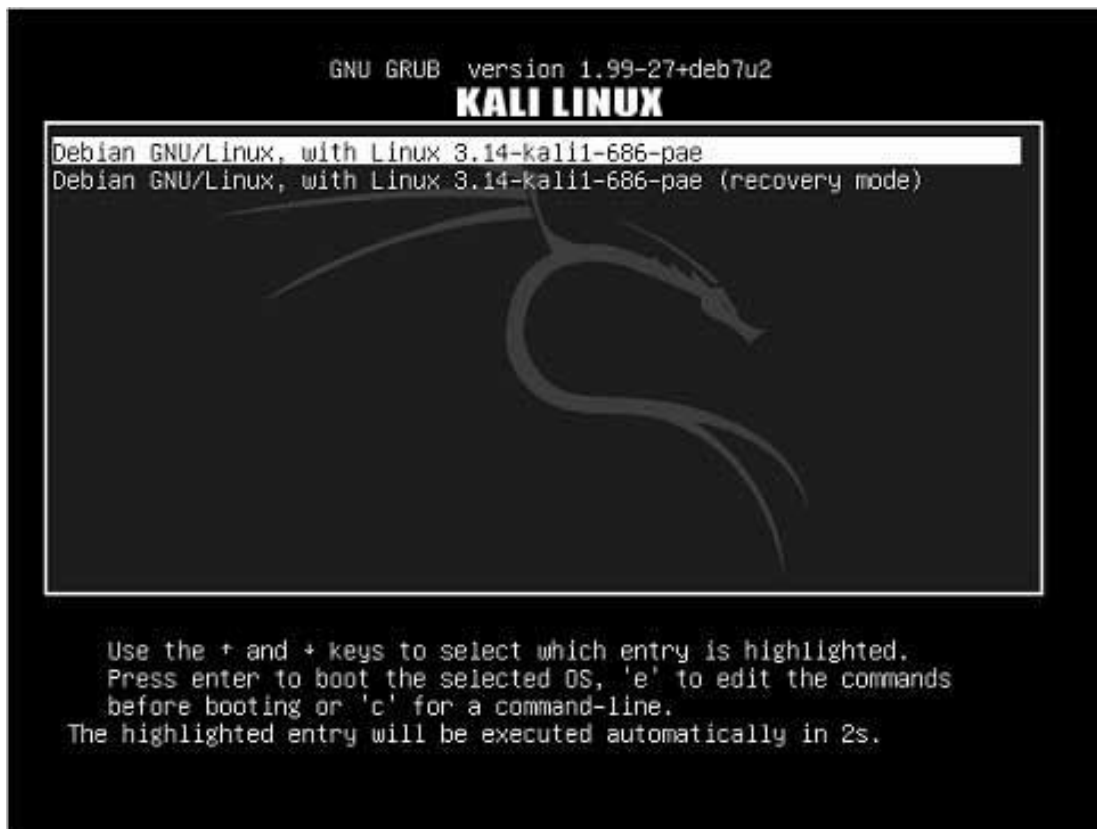 GNU GRUB version 1.99-27+deb7u2
KALI LINUX
Debian GNU/Linux, with Linux 3.14-kali1-686-pae
Debian GNU/Linux, with Linux 3.14-kali1-686-pae (recovery mode)
Use the ↑ and ↓ keys to select which entry is highlighted.
Press enter to boot the selected OS, 'e' to edit the commands
before booting or 'c' for a command-line.
The highlighted entry will be executed automatically in 2s.